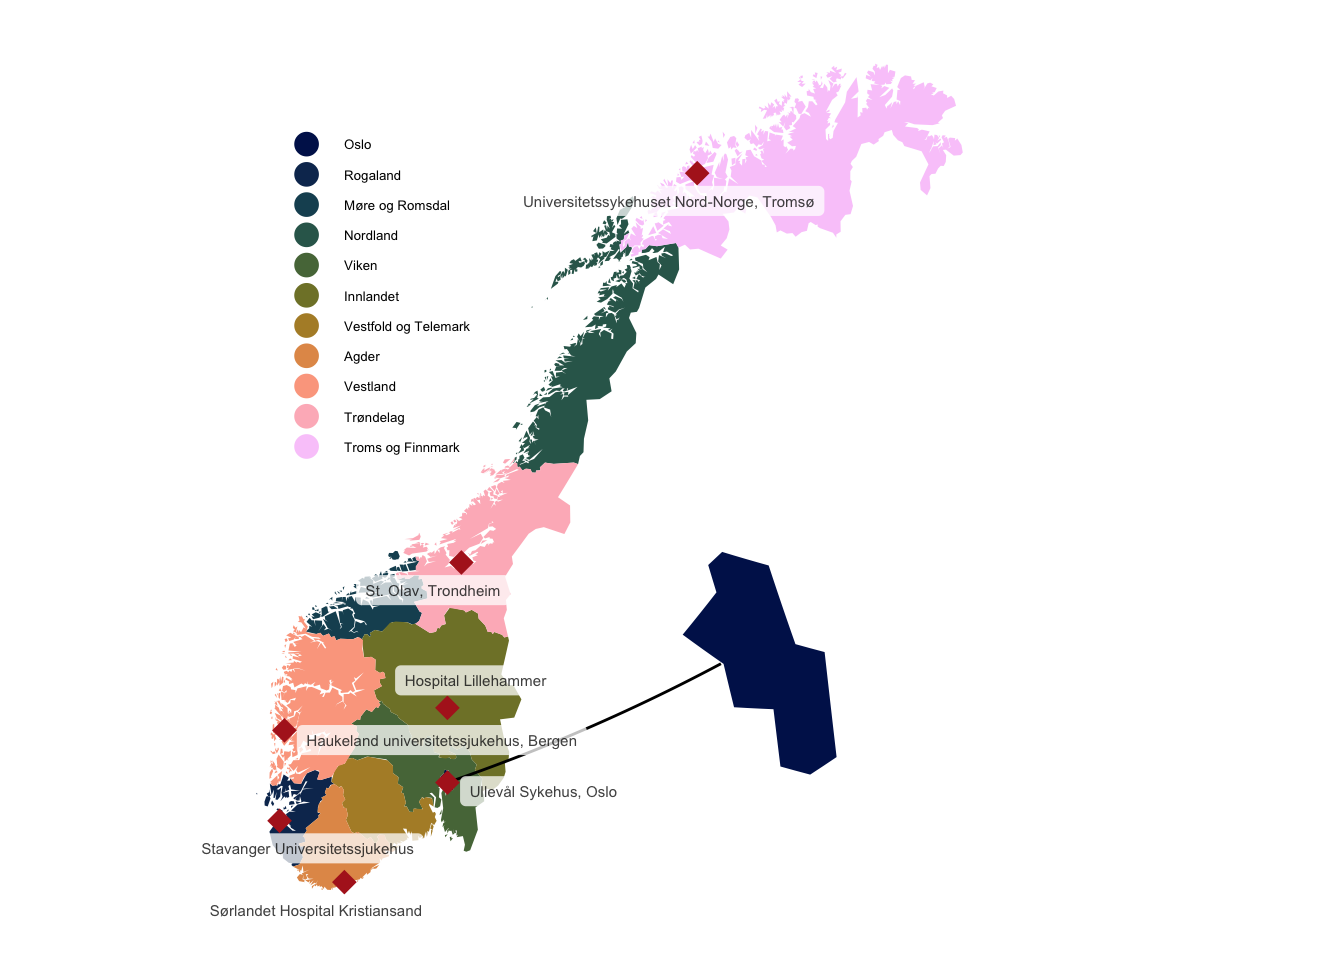 Oslo
Rogaland
Møre og Romsdal
Nordland
Viken
Innlandet
Vestfold og Telemark
Agder
Vestland
Trøndelag
Troms og Finnmark
Universitetssykehuset Nord-Norge, Tromsø
St. Olav, Trondheim
Hospital Lillehammer
Haukeland universitetssjukehus, Bergen
Ullevål Sykehus, Oslo
Stavanger Universitetssjukehus
Sørlandet Hospital Kristiansand